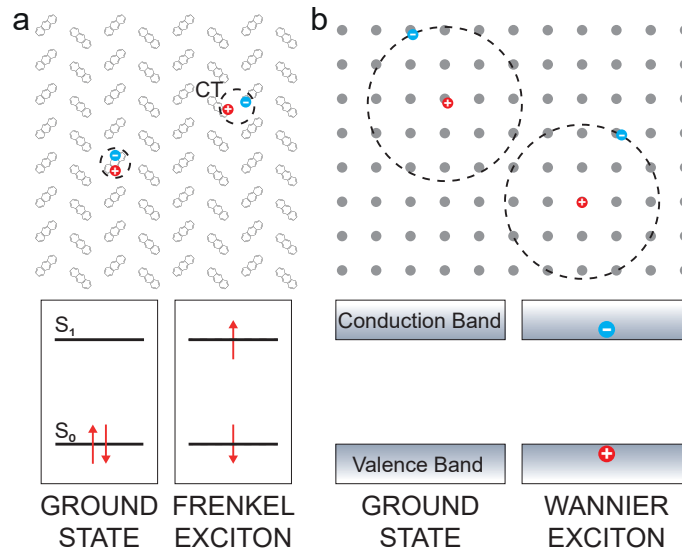 a
b
CT
−
+
−
+
−
+
−
+
S₁
S₀
Conduction Band
Valence Band
−
+
GROUND
STATE
FRENKEL
EXCITON
GROUND
STATE
WANNIER
EXCITON